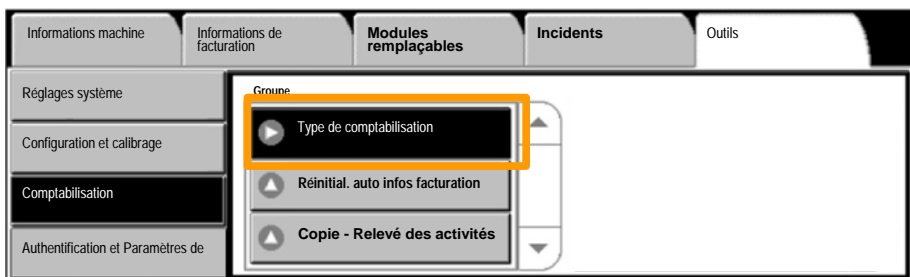 Informations machine
Informations de
facturation
Modules
remplaçables
Incidents
Outils
Réglages système
Configuration et calibrage
Comptabilisation
Authentification et Paramètres de
Groupe
Type de comptabilisation
Réinitial. auto infos facturation
Copie - Relevé des activités